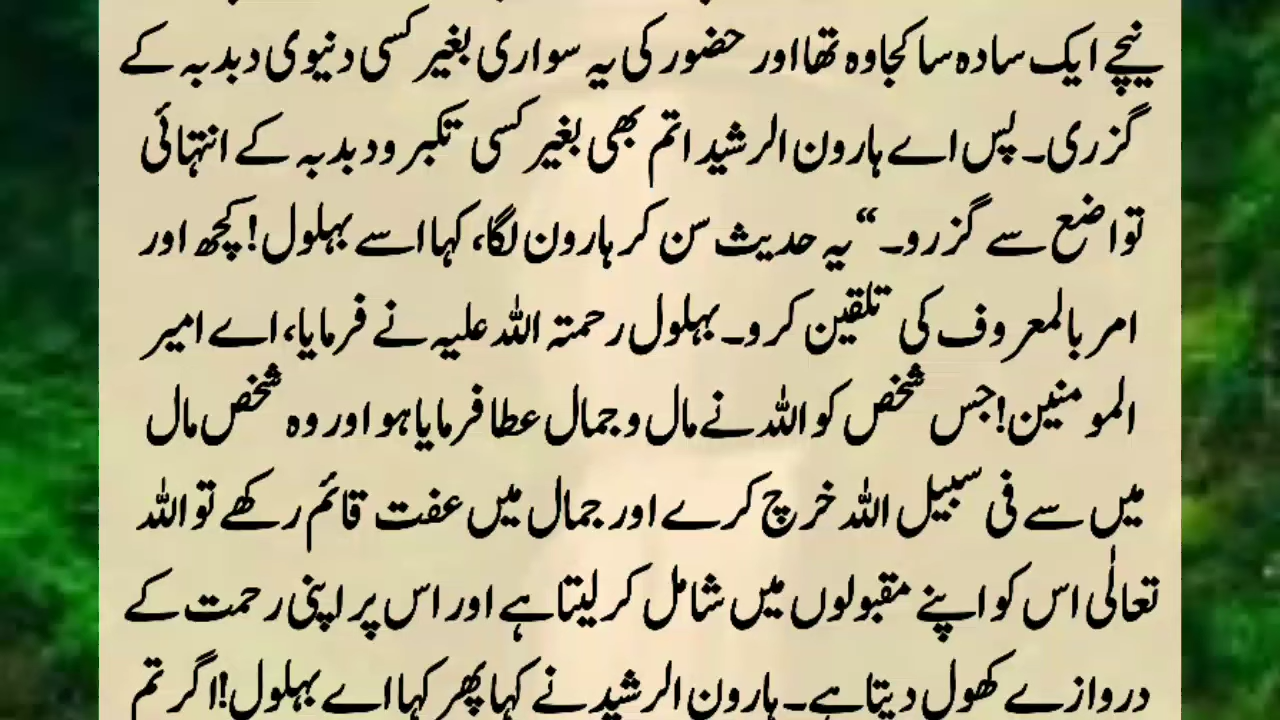 نیچے ایک سادہ سا کجاوہ تھا اور حضور کی یہ سواری بغیر کسی دنیوی دبدبہ کے
گزری۔ پس اے ہارون الرشید! تم بھی بغیر کسی تکبر و دبدبہ کے انتہائی
تواضع سے گزرو۔“ یہ حدیث سن کر ہارون لگا، کہا اسے بہلول! کچھ اور
امر بالمعروف کی تلقین کرو۔ بہلول رحمتہ اللہ علیہ نے فرمایا، اے امیر
المومنین! جس شخص کو اللہ نے مال و جمال عطا فرمایا ہو اور وہ شخص مال
میں سے فی سبیل اللہ خرچ کرے اور جمال میں عفت قائم رکھے تو اللہ
تعالٰی اس کو اپنے مقبولوں میں شامل کر لیتا ہے اور اس پر اپنی رحمت کے
دروازے کھول دیتا ہے۔ ہارون الرشید نے کہا پھر کہا اے بہلول! اگر تم